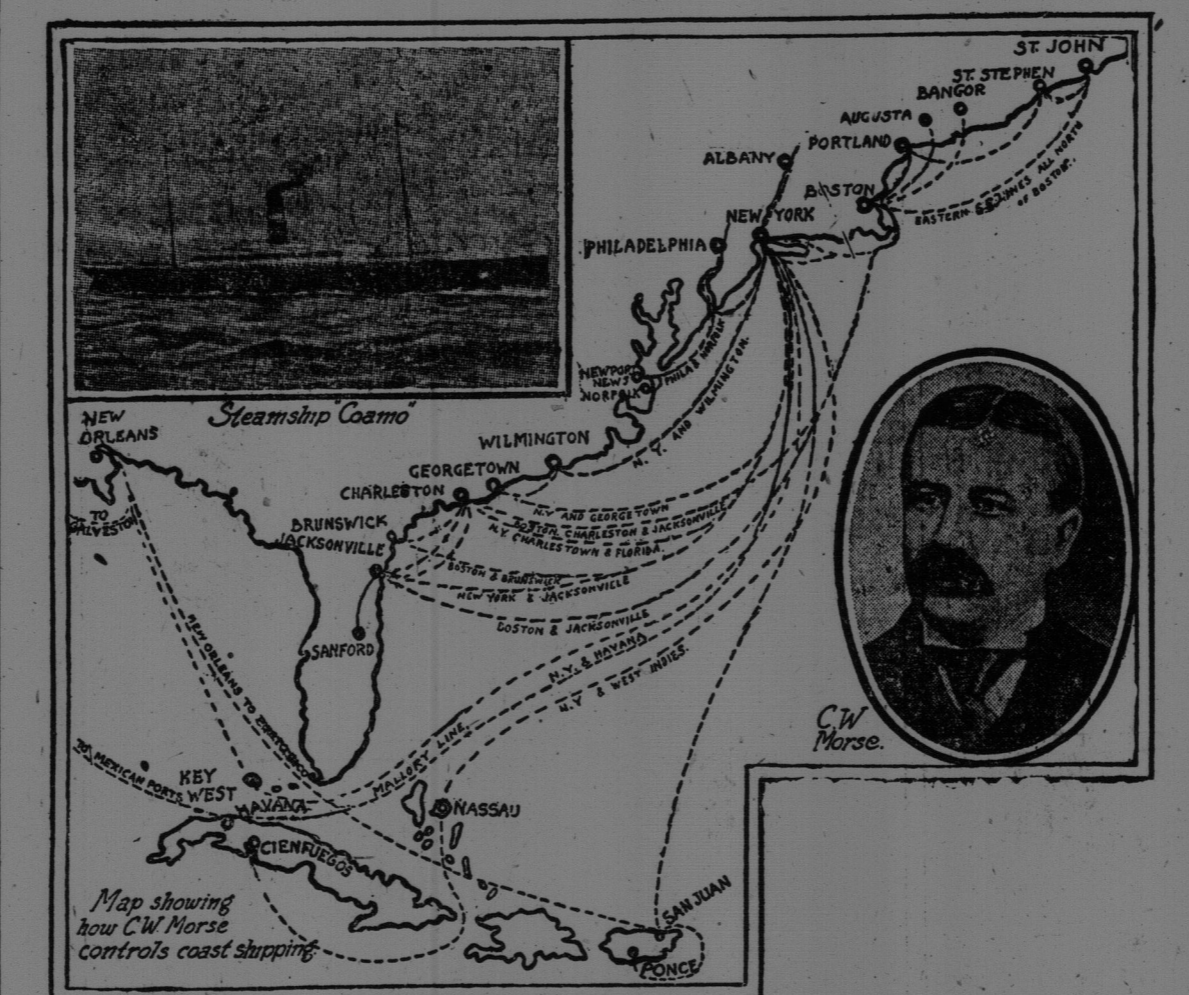 ST. JOHN
ST. STEPHEN
BANGOR
AUGUSTA
PORTLAND
ALBANY
BOSTON
NEW YORK
PHILADELPHIA
EASTERN S.S. LINES ALL NORTH
OF BOSTON.
NEWPORT
NEWS
NORFOLK
PHILA & NORFOLK
N. Y. AND WILMINGTON.
Steamship "Coamo"
NEW
ORLEANS
TO
GALVESTON
WILMINGTON
GEORGETOWN
CHARLESTON
BRUNSWICK
JACKSONVILLE
SANFORD
N.Y AND GEORGETOWN
BOSTON, CHARLESTON & JACKSONVILLE
N.Y. CHARLESTOWN & FLORIDA.
BOSTON & BRUNSWICK
NEW YORK & JACKSONVILLE
BOSTON & JACKSONVILLE
N.Y. & HAVANA
N.Y & WEST INDIES.
MALLORY LINE.
NEW ORLEANS TO
TO MEXICAN PORTS
KEY
WEST
HAVANA
NASSAU
CIENFUEGOS
SAN JUAN
PONCE
C.W
Morse.
Map showing
how C.W. Morse
controls coast shipping.